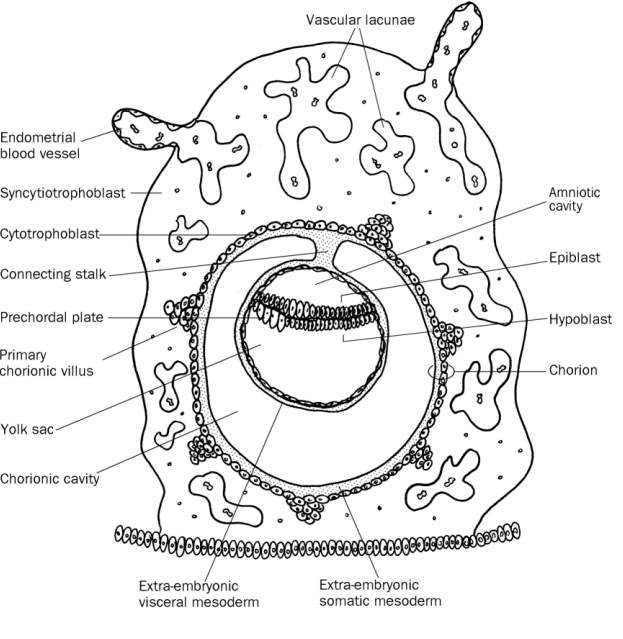 Vascular lacunae
Endometrial
blood vessel
Syncytiotrophoblast
Cytotrophoblast
Connecting stalk
Prechordal plate
Primary
chorionic villus
Yolk sac
Chorionic cavity
Amniotic
cavity
Epiblast
Hypoblast
Chorion
Extra-embryonic
visceral mesoderm
Extra-embryonic
somatic mesoderm